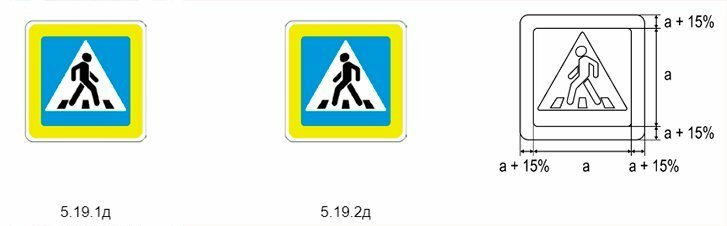 a + 15%
a
a + 15%
a + 15%
a
a + 15%
5.19.1д
5.19.2д